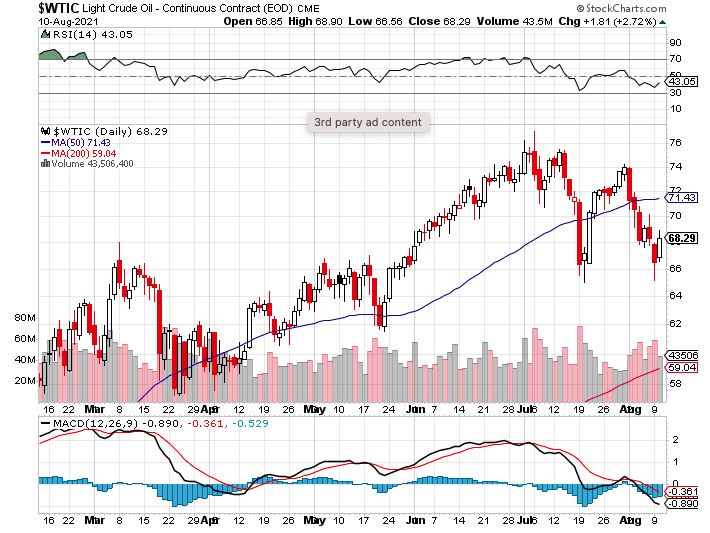 $WTIC Light Crude Oil - Continuous Contract (EOD) CME © StockCharts.com
10-Aug-2021 Open 66.85 High 68.90 Low 66.56 Close 68.29 Volume 43.5M Chg +1.81 (+2.72%)
RSI(14) 43.05
90
70
50
43.05
30
10
3rd party ad content
$WTIC (Daily) 68.29
MA(50) 71.43
MA(200) 59.04
Volume 43,506,400
76
74
72
71.43
70
68.29
66
64
62
43506
59.04
58
80M
60M
40M
20M
16 22 Mar 8 15 22 Apr 12 19 26 May 10 17 24 Jun 7 14 21 Jul 6 12 19 26 Aug 9
MACD(12,26,9) -0.890, -0.361, -0.529
2
1
0
-0.361
-0.890
16 22 Mar 8 15 22 Apr 12 19 26 May 10 17 24 Jun 7 14 21 Jul 6 12 19 26 Aug 9